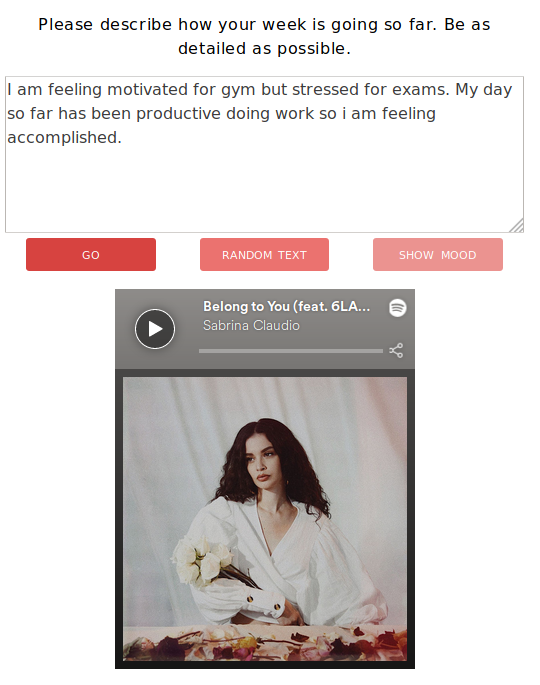 Please describe how your week is going so far. Be as
detailed as possible.
I am feeling motivated for gym but stressed for exams. My day
so far has been productive doing work so i am feeling
accomplished.
GO
RANDOM TEXT
SHOW MOOD
Belong to You (feat. 6LA...
Sabrina Claudio